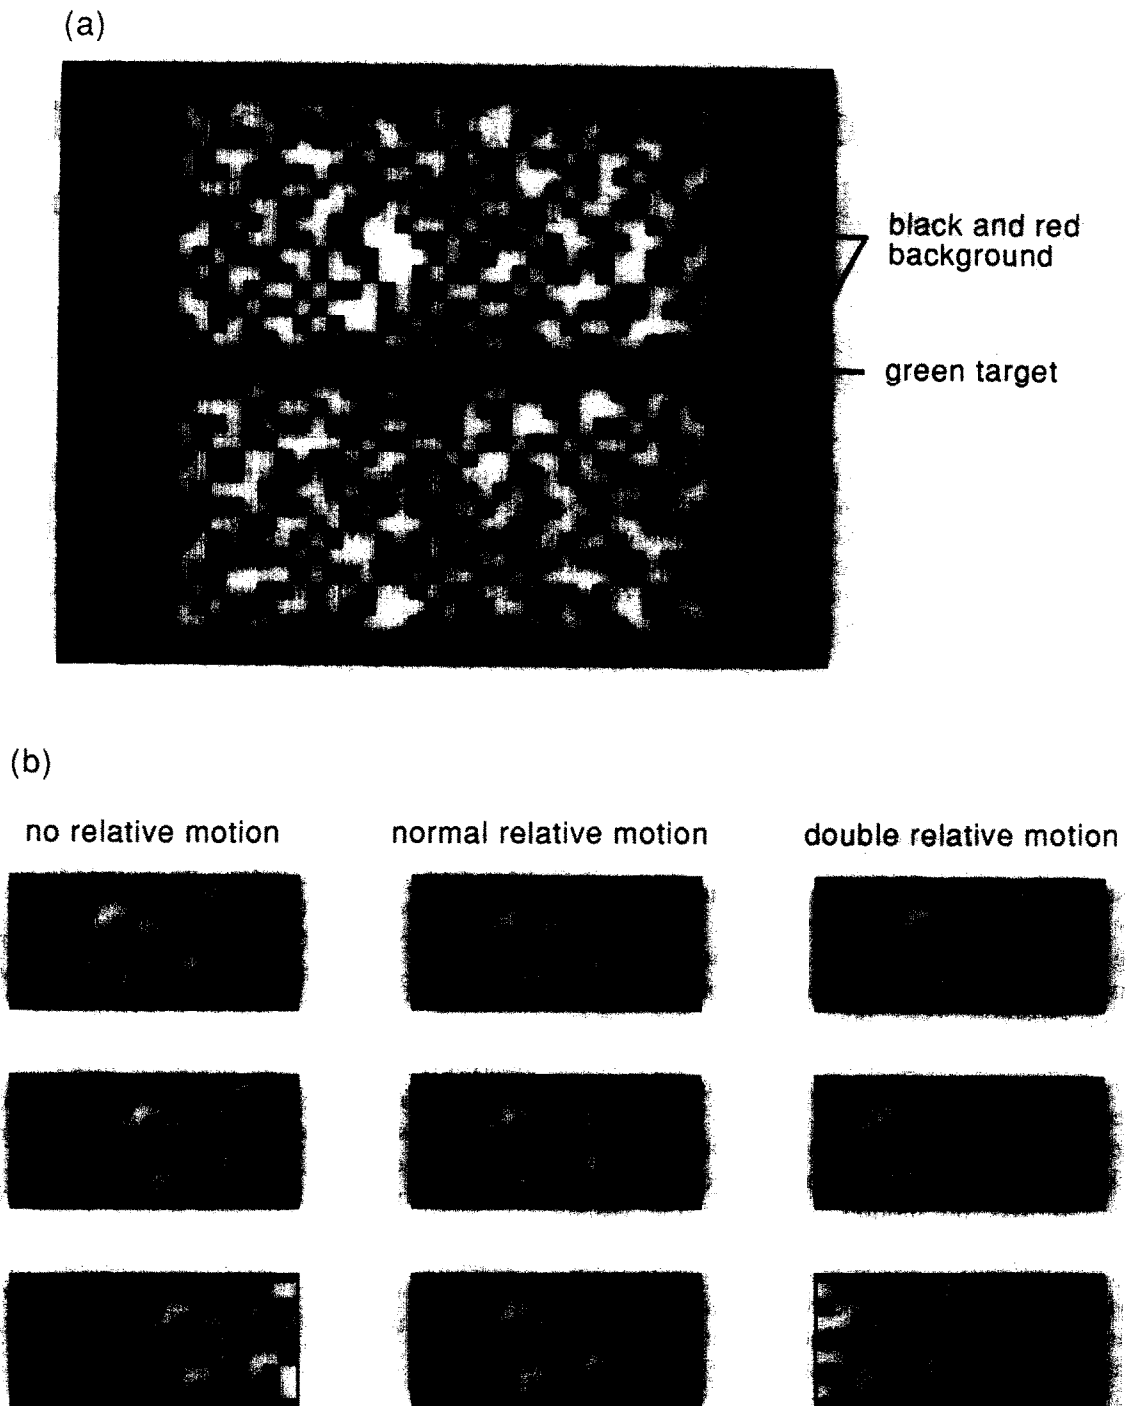 (a)
black and red
background
green target
(b)
no relative motion
normal relative motion
double relative motion